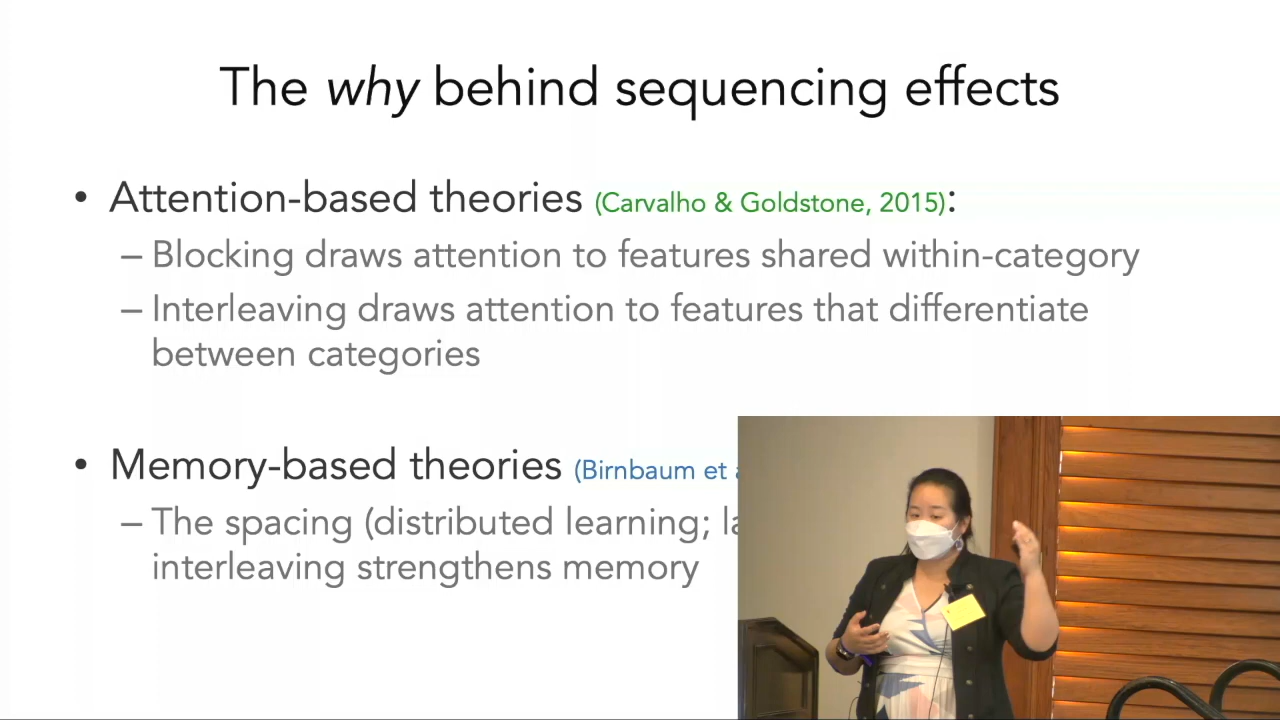 The why behind sequencing effects
• Attention-based theories (Carvalho & Goldstone, 2015):
– Blocking draws attention to features shared within-category
– Interleaving draws attention to features that differentiate
between categories
• Memory-based theories (Birnbaum et
– The spacing (distributed learning;
interleaving strengthens memory